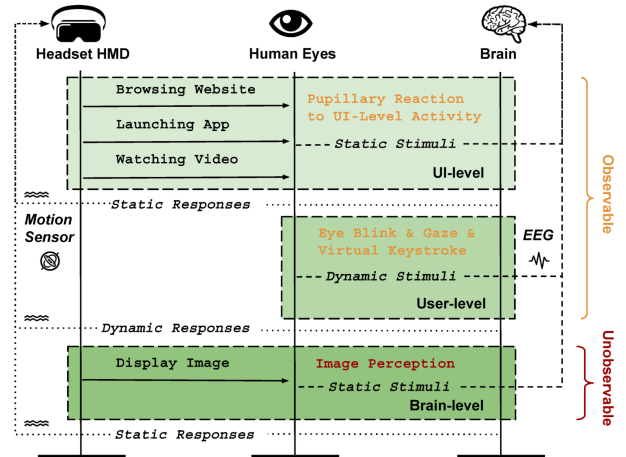 Headset HMD
Human Eyes
Brain
Browsing Website
Launching App
Watching Video
Pupillary Reaction
to UI-Level Activity
Static Stimuli
UI-level
Static Responses
Motion
Sensor
Eye Blink & Gaze &
Virtual Keystroke
Dynamic Stimuli
User-level
EEG
Observable
Dynamic Responses
Display Image
Image Perception
Static Stimuli
Brain-level
Unobservable
Static Responses